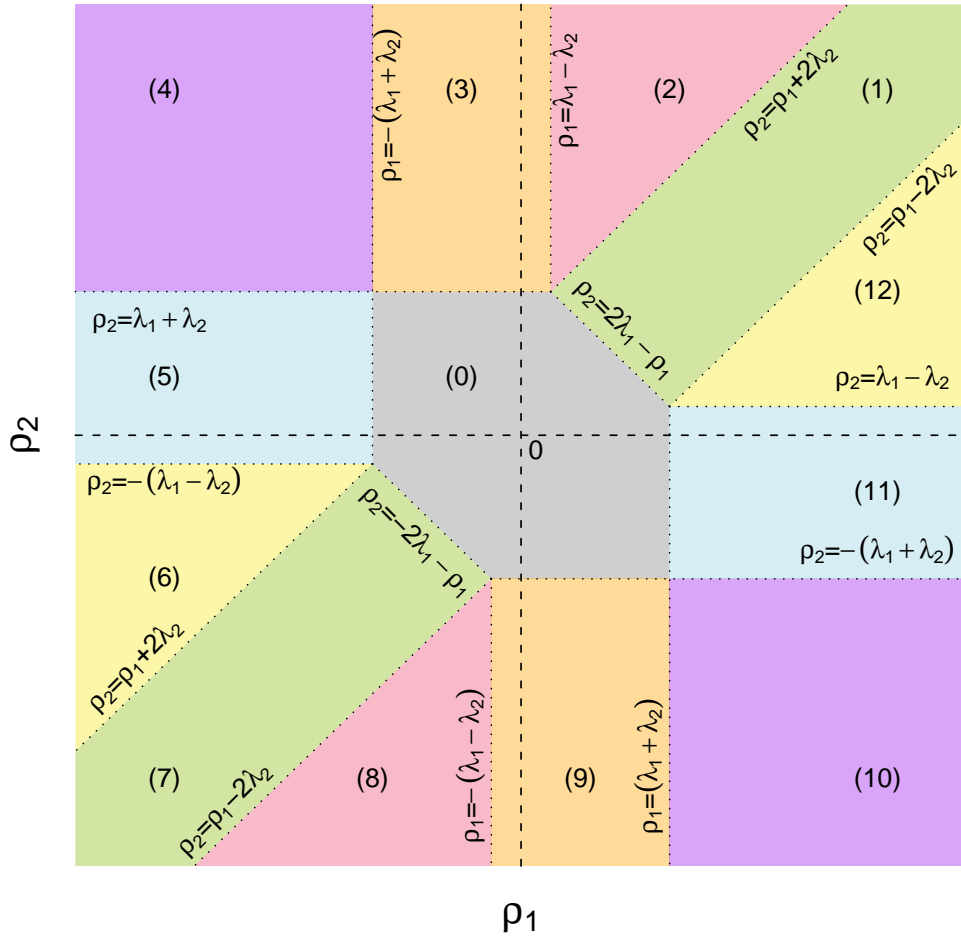 (4)
ρ₁=−(λ₁+λ₂)
(3)
ρ₁=λ₁−λ₂
(2)
ρ₂=ρ₁+2λ₂
(1)
ρ₂=ρ₁−2λ₂
(12)
ρ₂=2λ₁−ρ₁
ρ₂=λ₁+λ₂
(5)
(0)
ρ₂=λ₁−λ₂
ρ₂
0
ρ₂=−(λ₁−λ₂)
ρ₂=−2λ₁−ρ₁
(11)
ρ₂=−(λ₁+λ₂)
(6)
ρ₂=ρ₁+2λ₂
(7)
ρ₂=ρ₁−2λ₂
(8)
ρ₁=−(λ₁−λ₂)
(9)
ρ₁=(λ₁+λ₂)
(10)
ρ₁